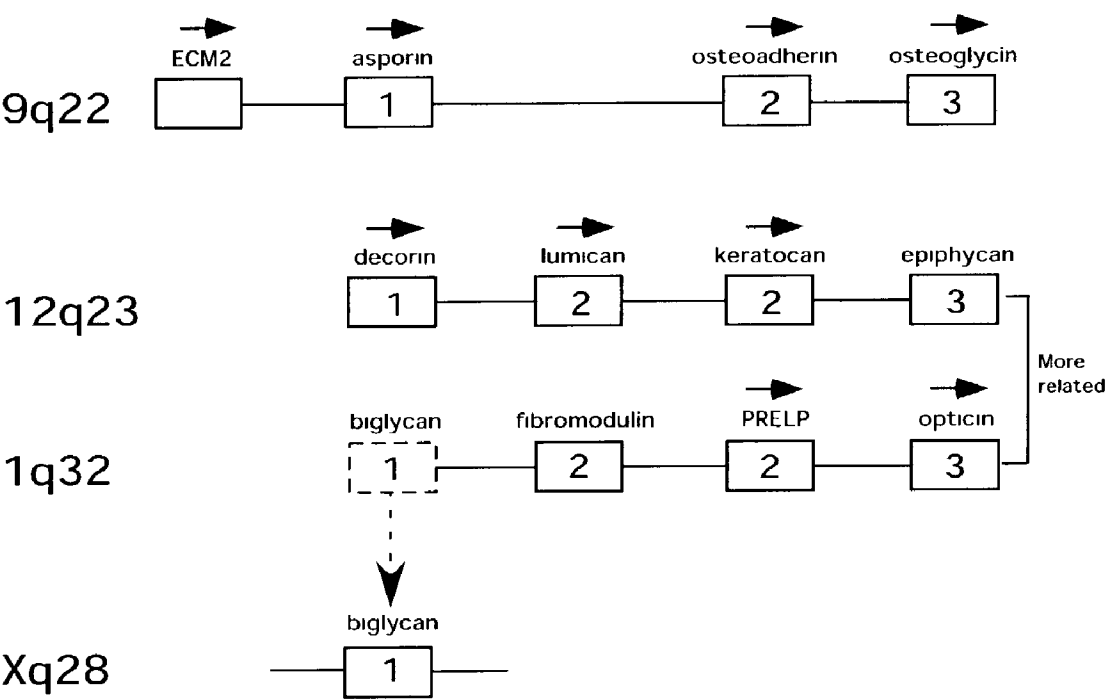 ECM2 asporin osteoadherin osteoglycin
9q22 1 2 3
decorin lumican keratocan epiphycan
12q23 1 2 2 3
More
related
biglycan fibromodulin PRELP opticin
1q32 1 2 2 3
biglycan
Xq28 1